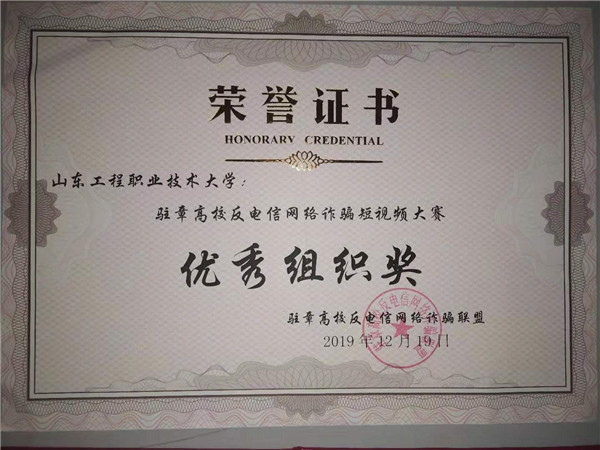 荣誉证书
HONORARY CREDENTIAL
山东工程职业技术大学：
驻章高校反电信网络诈骗短视频大赛
优秀组织奖
驻章高校反电信网络诈骗联盟
2019年12月19日